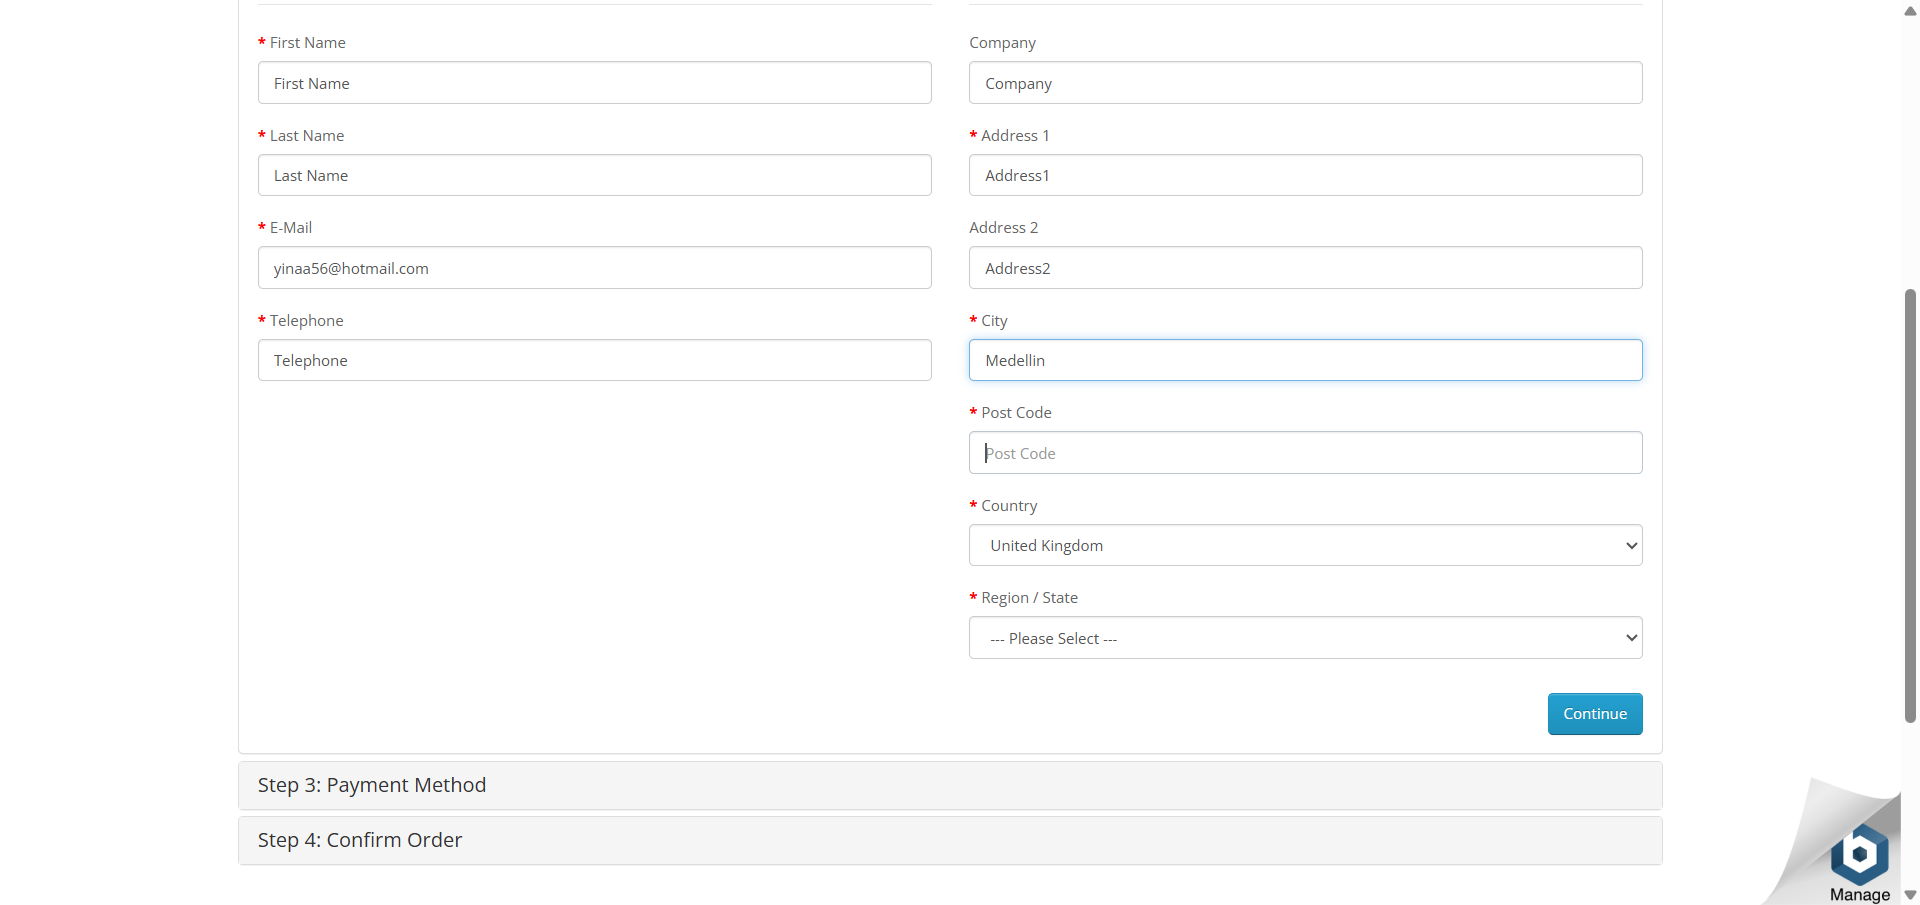 * First Name
First Name
* Last Name
Last Name
* E-Mail
yinaa56@hotmail.com
* Telephone
Telephone
Company
Company
* Address 1
Address1
Address 2
Address2
* City
Medellin
* Post Code
Post Code
* Country
United Kingdom
* Region / State
--- Please Select ---
Continue
Step 3: Payment Method
Step 4: Confirm Order
Manage